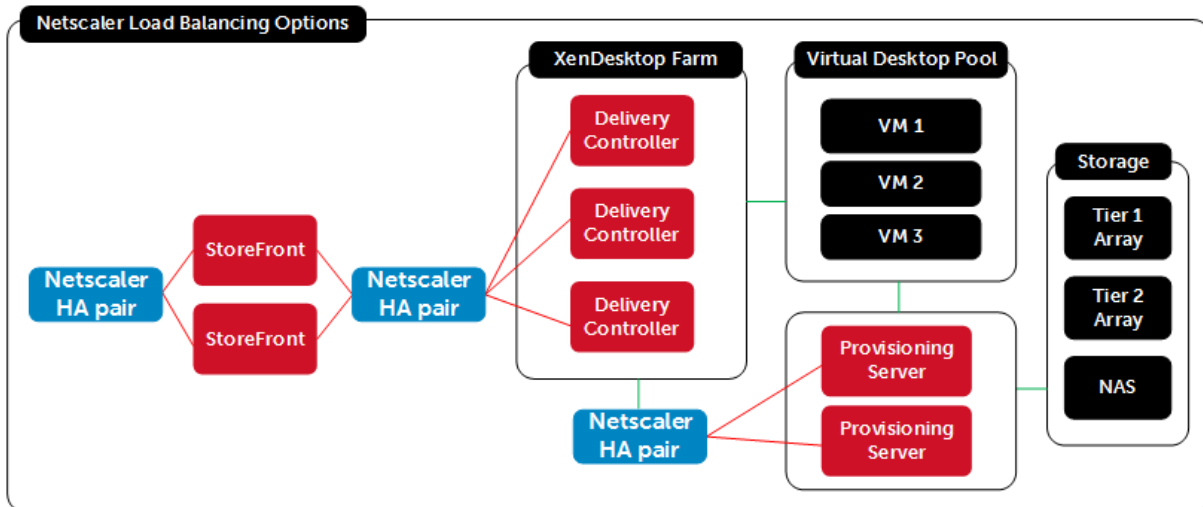 Netscaler Load Balancing Options
XenDesktop Farm
Virtual Desktop Pool
Delivery
Controller
Delivery
Controller
Delivery
Controller
VM 1
VM 2
VM 3
Storage
Tier 1
Array
Tier 2
Array
NAS
StoreFront
StoreFront
Netscaler
HA pair
Netscaler
HA pair
Provisioning
Server
Provisioning
Server
Netscaler
HA pair